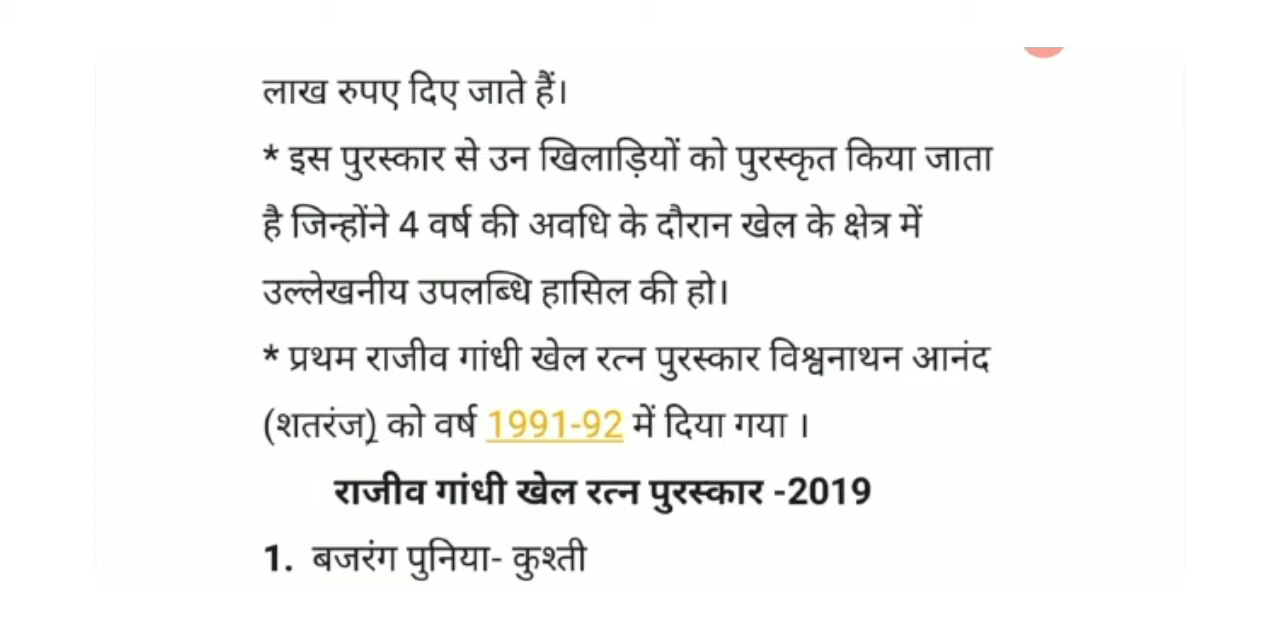 लाख रुपए दिए जाते हैं।
* इस पुरस्कार से उन खिलाड़ियों को पुरस्कृत किया जाता
है जिन्होंने 4 वर्ष की अवधि के दौरान खेल के क्षेत्र में
उल्लेखनीय उपलब्धि हासिल की हो।
* प्रथम राजीव गांधी खेल रत्न पुरस्कार विश्वनाथन आनंद
(शतरंज) को वर्ष 1991-92 में दिया गया ।
राजीव गांधी खेल रत्न पुरस्कार -2019
1. बजरंग पुनिया- कुश्ती